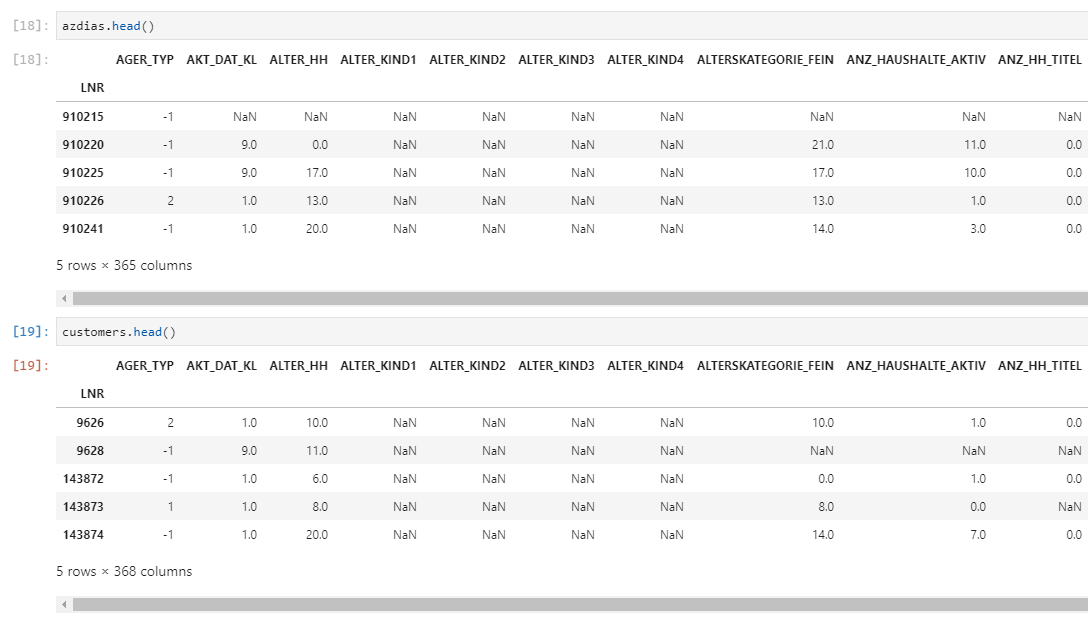 [18]: azdias.head()
[18]: AGER_TYP AKT_DAT_KL ALTER_HH ALTER_KIND1 ALTER_KIND2 ALTER_KIND3 ALTER_KIND4 ALTERSKATEGORIE_FEIN ANZ_HAUSHALTE_AKTIV ANZ_HH_TITEL
LNR
910215 -1 NaN NaN NaN NaN NaN NaN NaN NaN NaN
910220 -1 9.0 0.0 NaN NaN NaN NaN 21.0 11.0 0.0
910225 -1 9.0 17.0 NaN NaN NaN NaN 17.0 10.0 0.0
910226 2 1.0 13.0 NaN NaN NaN NaN 13.0 1.0 0.0
910241 -1 1.0 20.0 NaN NaN NaN NaN 14.0 3.0 0.0
5 rows × 365 columns
[19]: customers.head()
[19]: AGER_TYP AKT_DAT_KL ALTER_HH ALTER_KIND1 ALTER_KIND2 ALTER_KIND3 ALTER_KIND4 ALTERSKATEGORIE_FEIN ANZ_HAUSHALTE_AKTIV ANZ_HH_TITEL
LNR
9626 2 1.0 10.0 NaN NaN NaN NaN 10.0 1.0 0.0
9628 -1 9.0 11.0 NaN NaN NaN NaN NaN NaN NaN
143872 -1 1.0 6.0 NaN NaN NaN NaN 0.0 1.0 0.0
143873 1 1.0 8.0 NaN NaN NaN NaN 8.0 0.0 NaN
143874 -1 1.0 20.0 NaN NaN NaN NaN 14.0 7.0 0.0
5 rows × 368 columns